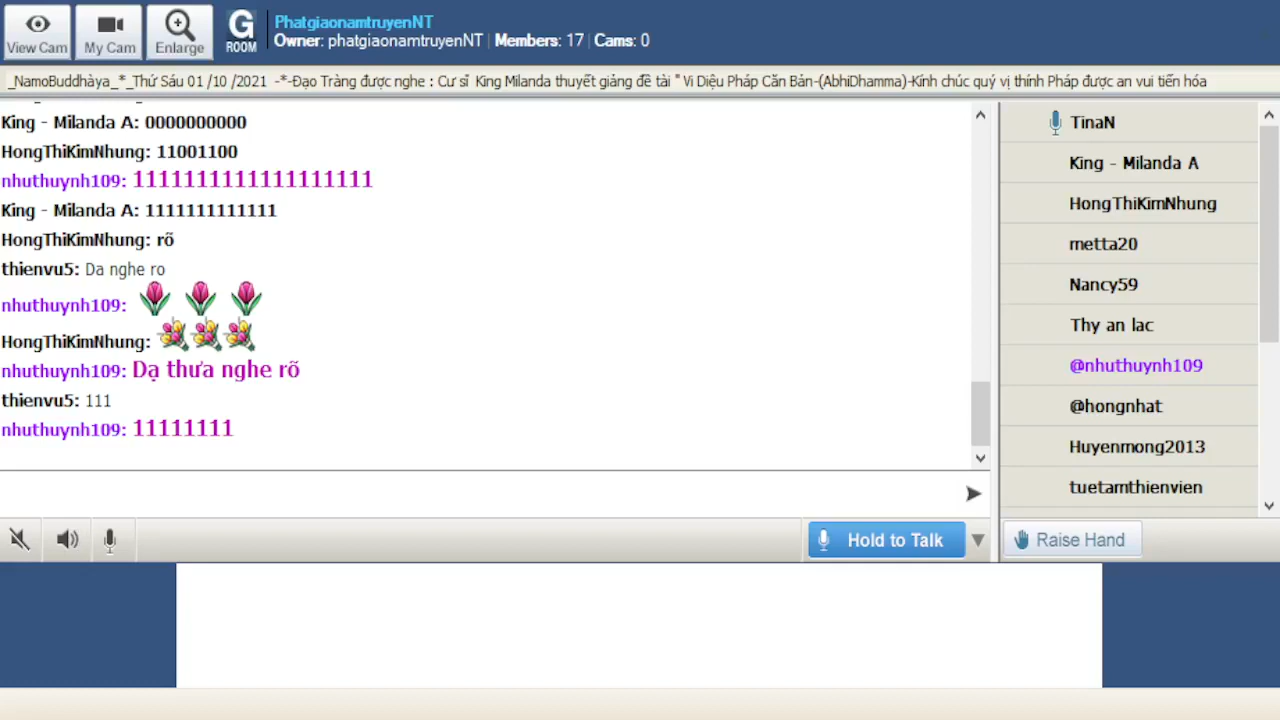 View Cam
My Cam
Enlarge
G
ROOM
PhatgiaonamtruyenNT
Owner: phatgiaonamtruyenNT | Members: 17 | Cams: 0
_NamoBuddhàya_*_Thứ Sáu 01 /10 /2021 -*-Đạo Tràng được nghe : Cư sĩ King Milanda thuyết giảng đề tài " Vi Diệu Pháp Căn Bản-(AbhiDhamma)-Kính chúc quý vị thính Pháp được an vui tiến hóa
King - Milanda A: 0000000000
HongThiKimNhung: 11001100
nhuthuynh109: 1111111111111111111
King - Milanda A: 1111111111111
HongThiKimNhung: rõ
thienvu5: Da nghe ro
nhuthuynh109:
HongThiKimNhung:
nhuthuynh109: Dạ thưa nghe rõ
thienvu5: 111
nhuthuynh109: 11111111
TinaN
King - Milanda A
HongThiKimNhung
metta20
Nancy59
Thy an lac
@nhuthuynh109
@hongnhat
Huyenmong2013
tuetamthienvien
Hold to Talk
Raise Hand